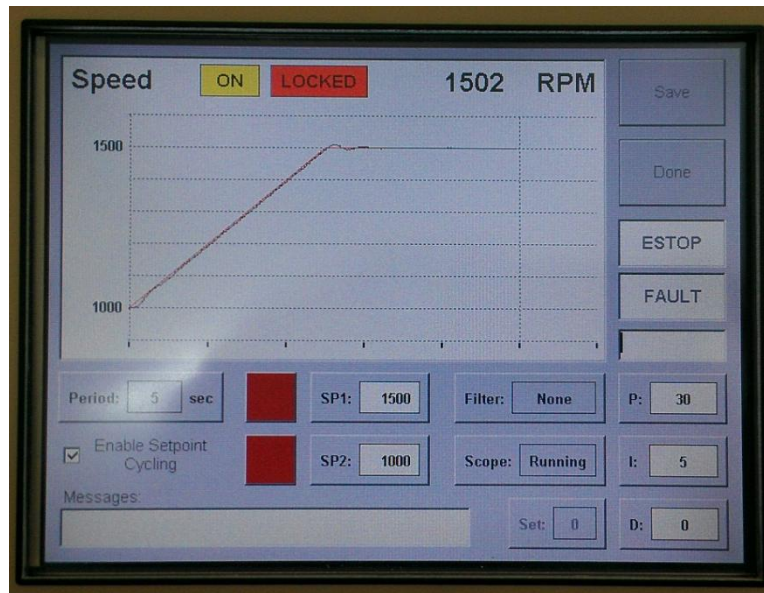 Speed ON LOCKED 1502 RPM
Save
1500
Done
ESTOP
FAULT
1000
Period: 5 sec SP1: 1500 Filter: None P: 30
Enable Setpoint
Cycling
SP2: 1000 Scope: Running I: 5
Messages:
Set: 0 D: 0